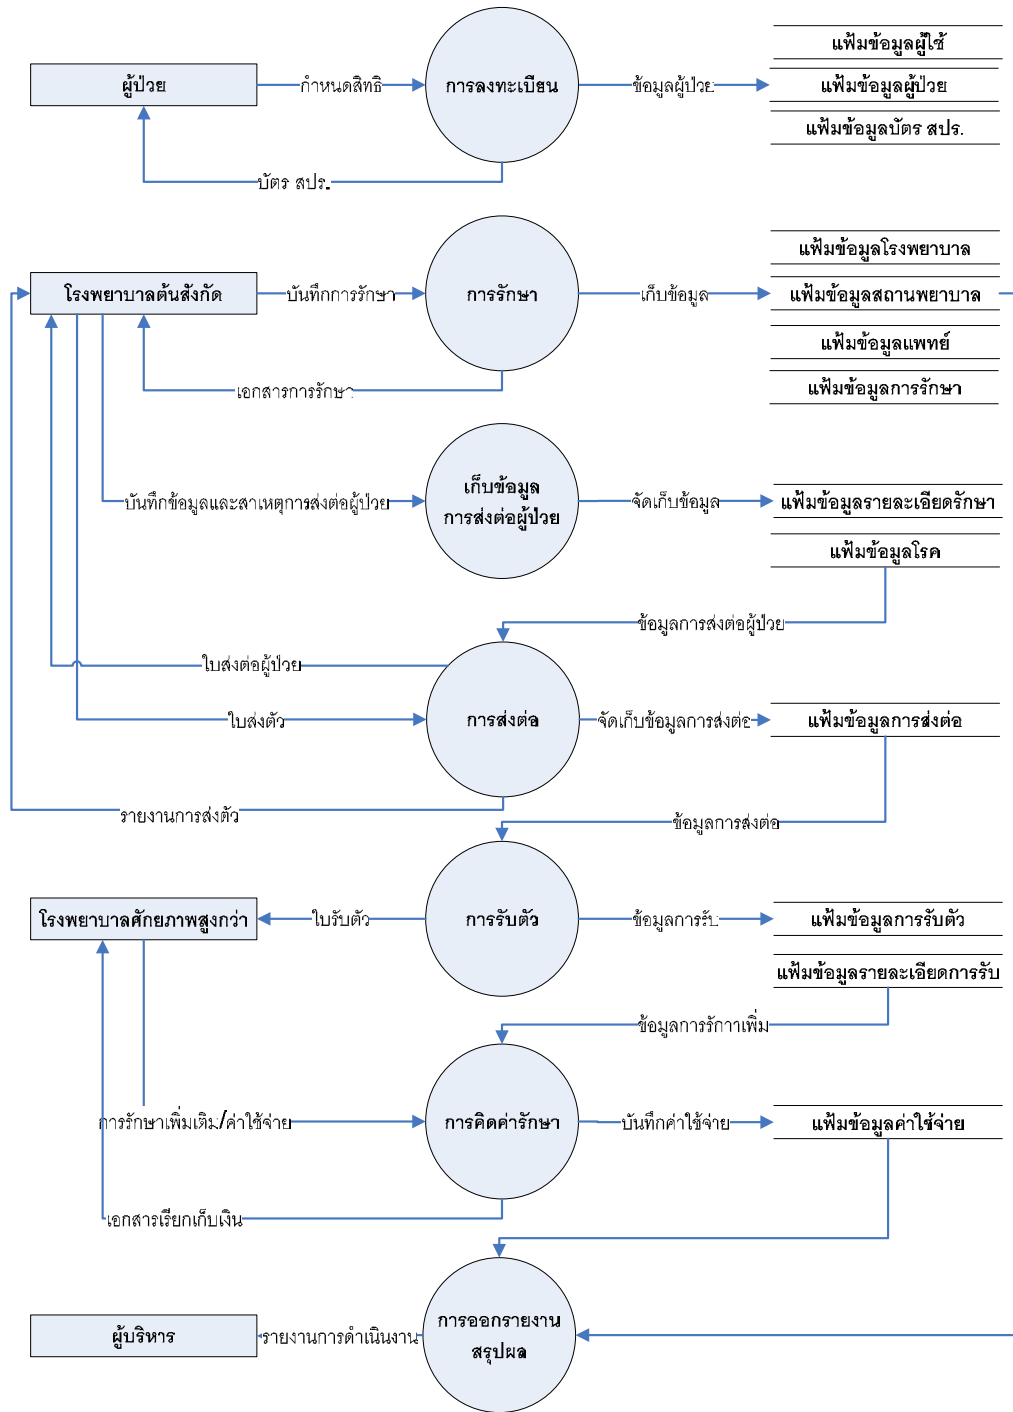 แฟ้มข้อมูลผู้ใช้
ผู้ป่วย
กำหนดสิทธิ
การลงทะเบียน
ข้อมูลผู้ป่วย
แฟ้มข้อมูลผู้ป่วย
แฟ้มข้อมูลบัตร สปร.
บัตร สปร.
แฟ้มข้อมูลโรงพยาบาล
โรงพยาบาลต้นสังกัด
บันทึกการรักษา
การรักษา
เก็บข้อมูล
แฟ้มข้อมูลสถานพยาบาล
แฟ้มข้อมูลแพทย์
เอกสารการรักษา
แฟ้มข้อมูลการรักษา
บันทึกข้อมูลและสาเหตุการส่งต่อผู้ป่วย
เก็บข้อมูล
การส่งต่อผู้ป่วย
จัดเก็บข้อมูล
แฟ้มข้อมูลรายละเอียดรักษา
แฟ้มข้อมูลโรค
ข้อมูลการส่งต่อผู้ป่วย
ใบส่งต่อผู้ป่วย
ใบส่งตัว
การส่งต่อ
จัดเก็บข้อมูลการส่งต่อ
แฟ้มข้อมูลการส่งต่อ
รายงานการส่งตัว
ข้อมูลการส่งต่อ
โรงพยาบาลศักยภาพสูงกว่า
ใบรับตัว
การรับตัว
ข้อมูลการรับ
แฟ้มข้อมูลการรับตัว
แฟ้มข้อมูลรายละเอียดการรับ
ข้อมูลการรักาาเพิ่ม
การรักษาเพิ่มเติม/ค่าใช้จ่าย
การคิดค่ารักษา
บันทึกค่าใช้จ่าย
แฟ้มข้อมูลค่าใช้จ่าย
เอกสารเรียกเก็บเงิน
ผู้บริหาร
รายงานการดำเนินงาน
การออกรายงาน
สรุปผล